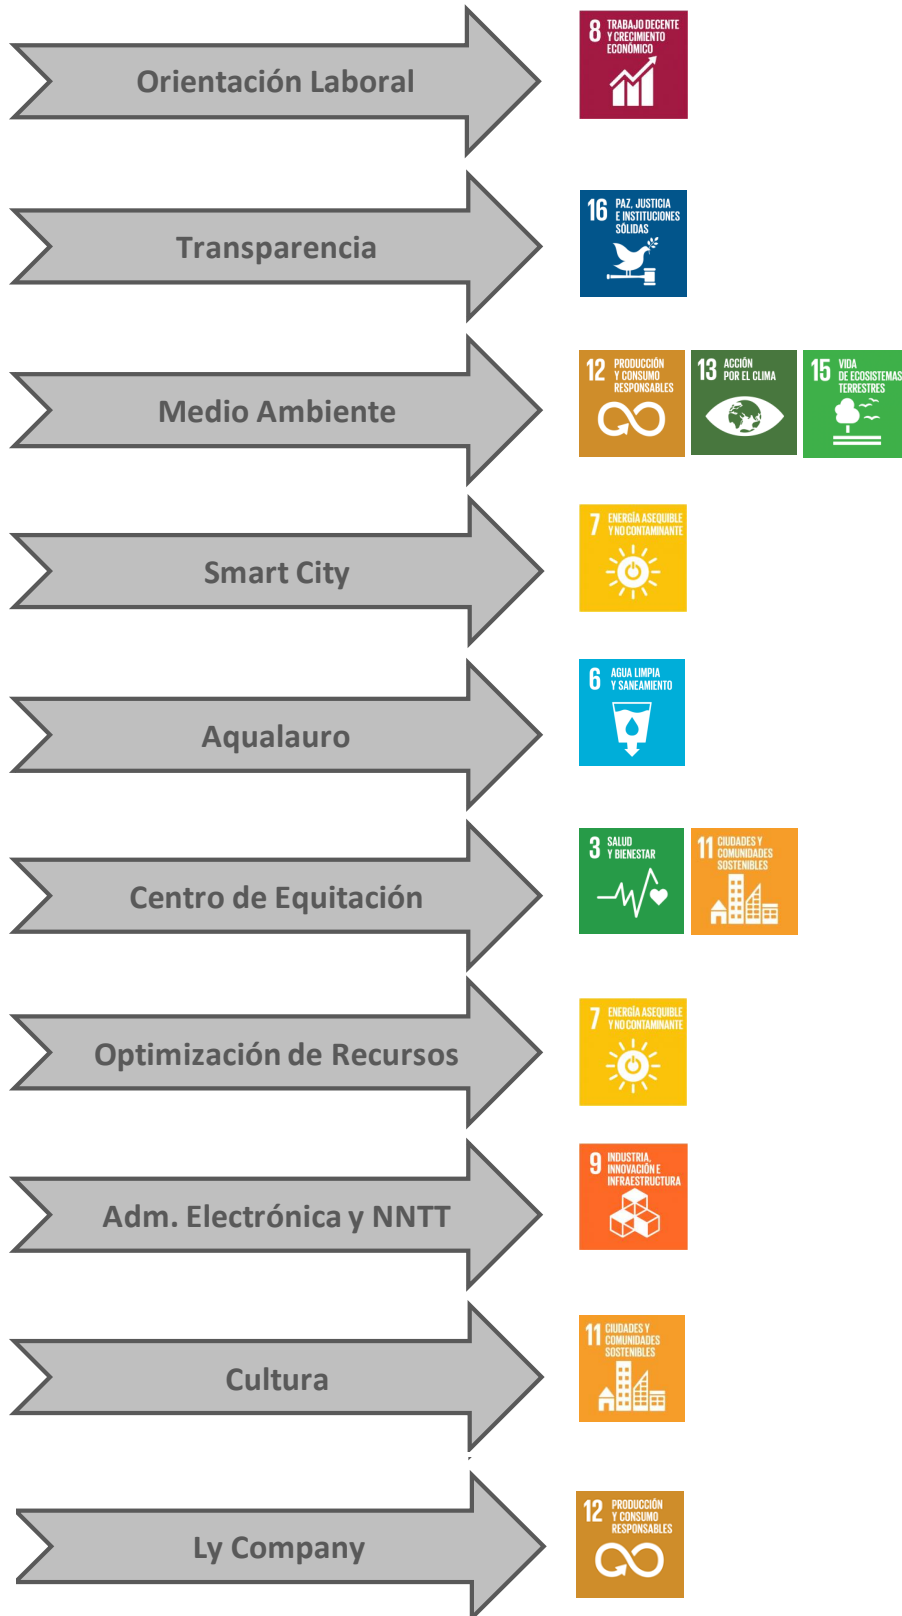 Orientación Laboral
8 TRABAJO DECENTE
Y CRECIMIENTO
ECONÓMICO
Transparencia
16 PAZ, JUSTICIA
E INSTITUCIONES
SÓLIDAS
Medio Ambiente
12 PRODUCCIÓN
Y CONSUMO
RESPONSABLES
13 ACCIÓN
POR EL CLIMA
15 VIDA
DE ECOSISTEMAS
TERRESTRES
Smart City
7 ENERGÍA ASEQUIBLE
Y NO CONTAMINANTE
Aqualauro
6 AGUA LIMPIA
Y SANEAMIENTO
Centro de Equitación
3 SALUD
Y BIENESTAR
11 CIUDADES Y
COMUNIDADES
SOSTENIBLES
Optimización de Recursos
7 ENERGÍA ASEQUIBLE
Y NO CONTAMINANTE
Adm. Electrónica y NNTT
9 INDUSTRIA,
INNOVACIÓN E
INFRAESTRUCTURA
Cultura
11 CIUDADES Y
COMUNIDADES
SOSTENIBLES
Ly Company
12 PRODUCCIÓN
Y CONSUMO
RESPONSABLES